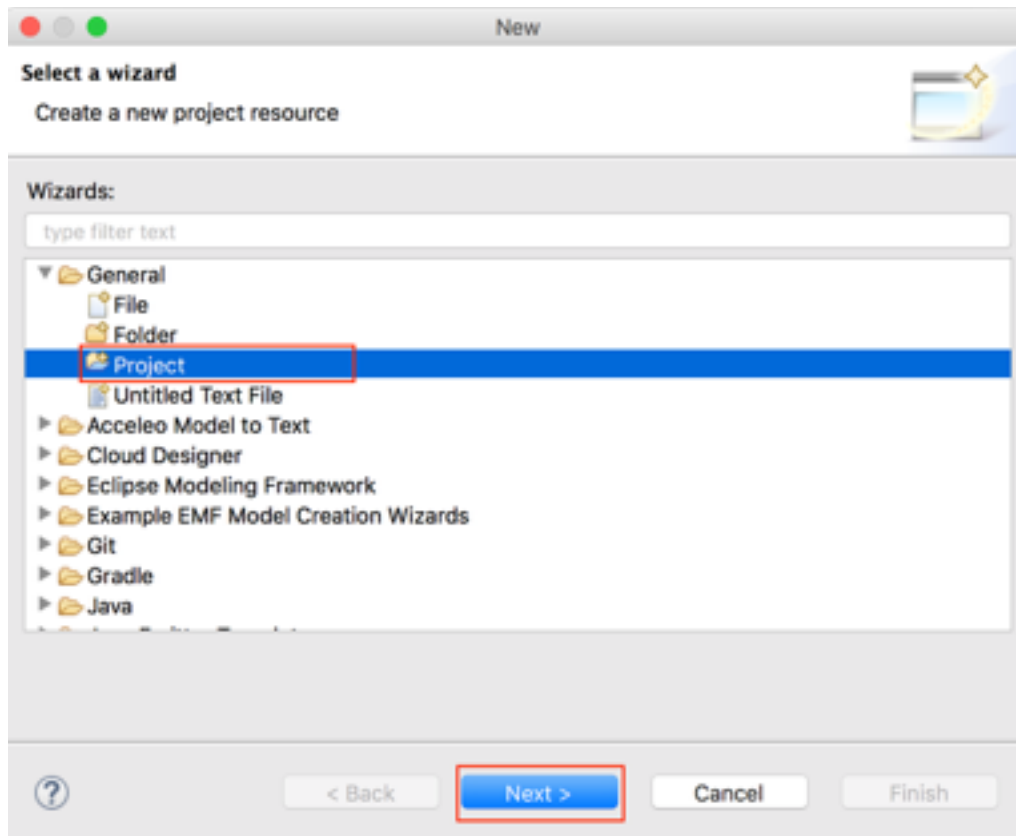 New
Select a wizard
Create a new project resource
Wizards:
type filter text
General
File
Folder
Project
Untitled Text File
Acceleo Model to Text
Cloud Designer
Eclipse Modeling Framework
Example EMF Model Creation Wizards
Git
Gradle
Java
? < Back Next > Cancel Finish